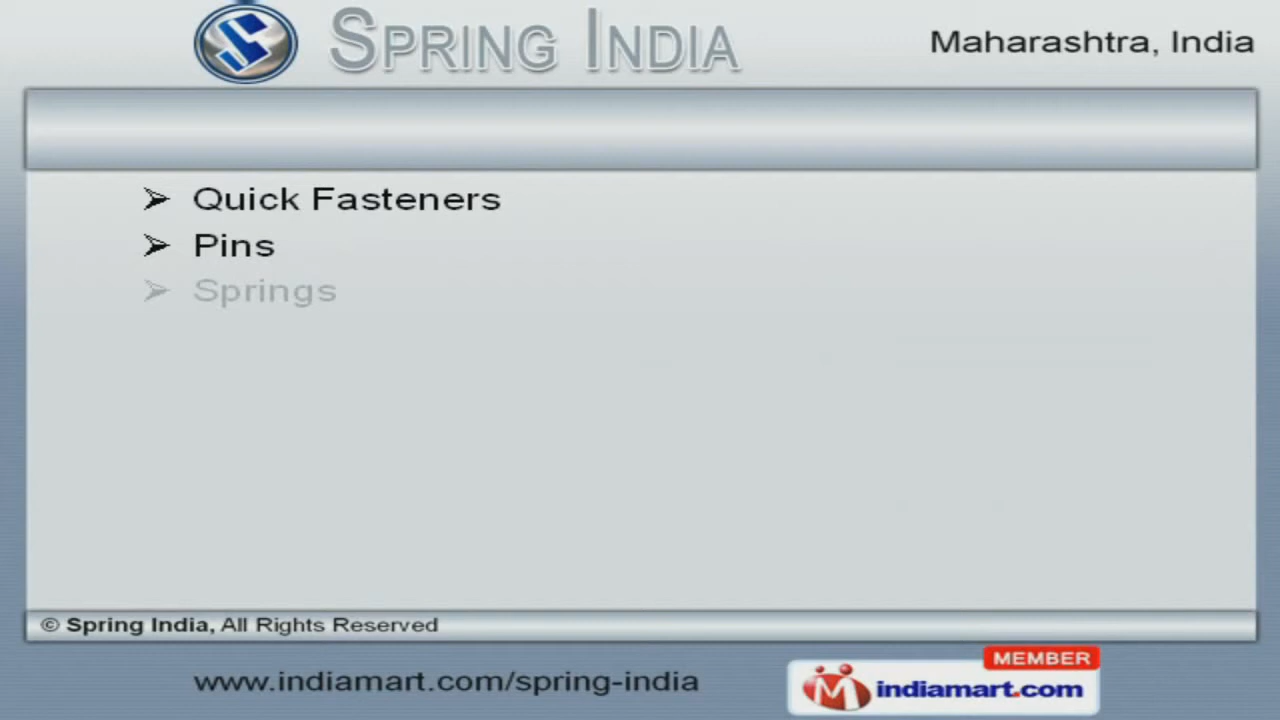 SPRING INDIA
Maharashtra, India
➢ Quick Fasteners
➢ Pins
➢ Springs
© Spring India, All Rights Reserved
www.indiamart.com/spring-india
MEMBER
indiamart.com